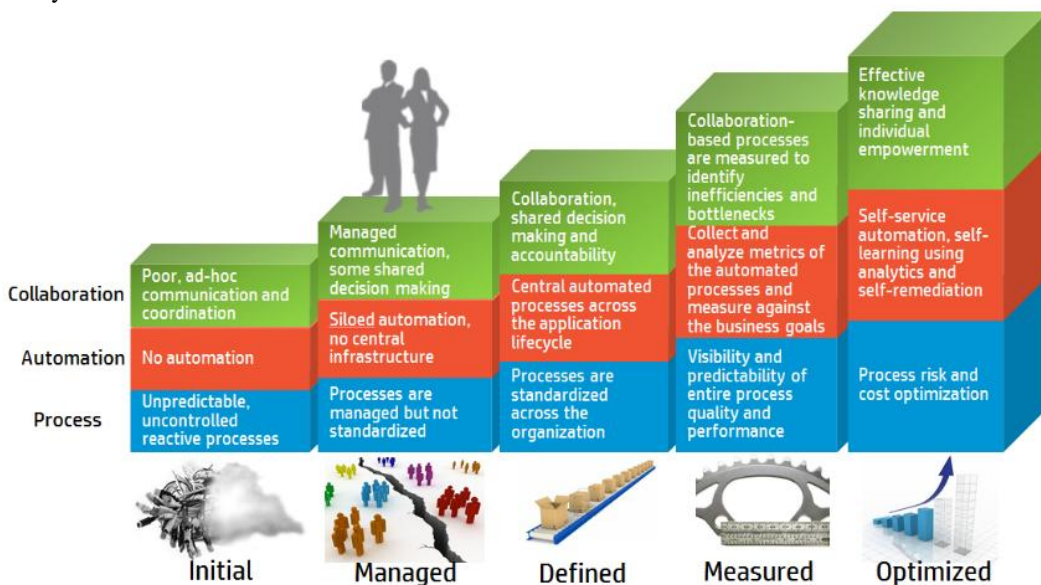 Effective
knowledge
sharing and
individual
empowerment
Collaboration-
based processes
are measured to
identify
inefficiencies and
bottlenecks
Collaboration,
shared decision
making and
accountability
Managed
communication,
some shared
decision making
Poor, ad-hoc
communication and
coordination
Collaboration
Self-service
automation, self-
learning using
analytics and
self-remediation
Collect and
analyze metrics of
the automated
processes and
measure against
the business goals
Central automated
processes across
the application
lifecycle
Siloed automation,
no central
infrastructure
No automation
Automation
Process risk and
cost optimization
Visibility and
predictability of
entire process
quality and
performance
Processes are
standardized
across the
organization
Processes are
managed but not
standardized
Unpredictable,
uncontrolled
reactive processes
Process
Initial
Managed
Defined
Measured
Optimized